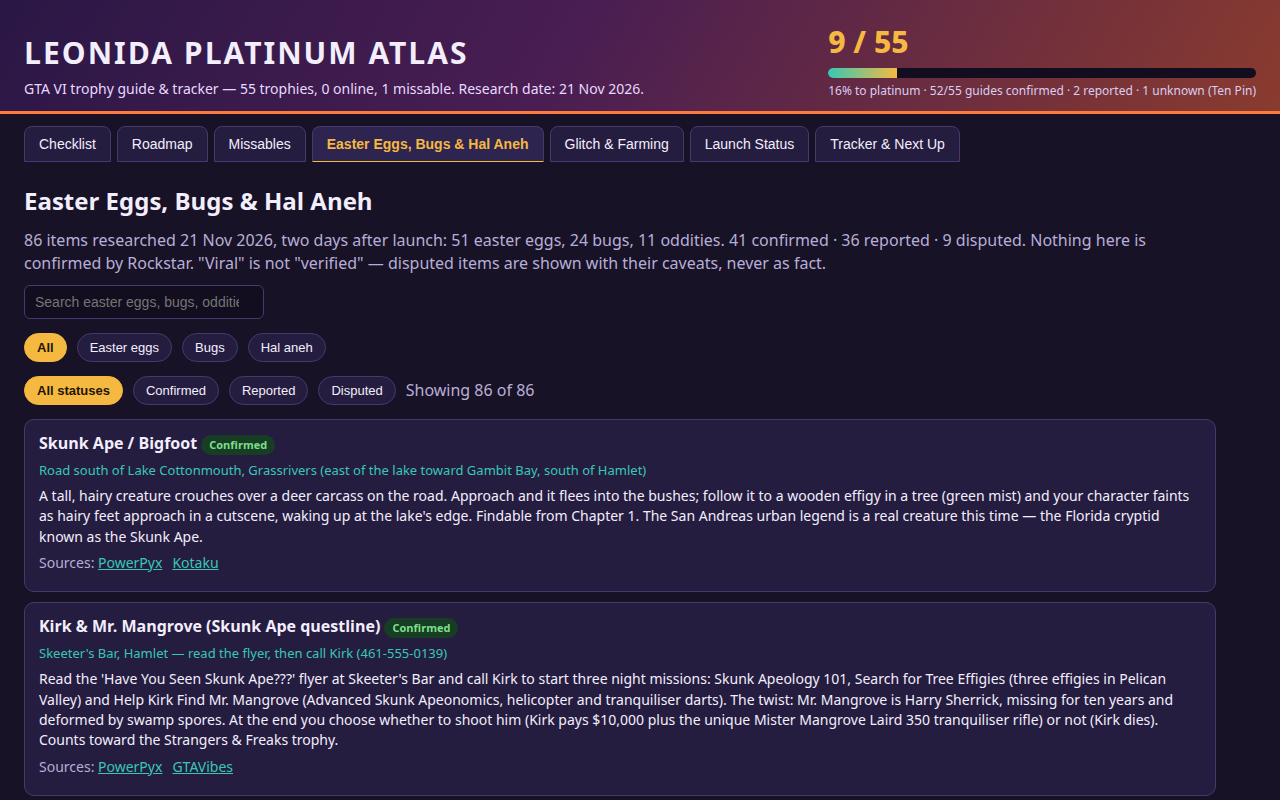 LEONIDA PLATINUM ATLAS
GTA VI trophy guide & tracker — 55 trophies, 0 online, 1 missable. Research date: 21 Nov 2026.
9 / 55
16% to platinum · 52/55 guides confirmed · 2 reported · 1 unknown (Ten Pin)
Checklist
Roadmap
Missables
Easter Eggs, Bugs & Hal Aneh
Glitch & Farming
Launch Status
Tracker & Next Up
Easter Eggs, Bugs & Hal Aneh
86 items researched 21 Nov 2026, two days after launch: 51 easter eggs, 24 bugs, 11 oddities. 41 confirmed · 36 reported · 9 disputed. Nothing here is
confirmed by Rockstar. "Viral" is not "verified" — disputed items are shown with their caveats, never as fact.
Search easter eggs, bugs, odditie
All
Easter eggs
Bugs
Hal aneh
All statuses
Confirmed
Reported
Disputed
Showing 86 of 86
Skunk Ape / Bigfoot Confirmed
Road south of Lake Cottonmouth, Grassrivers (east of the lake toward Gambit Bay, south of Hamlet)
A tall, hairy creature crouches over a deer carcass on the road. Approach and it flees into the bushes; follow it to a wooden effigy in a tree (green mist) and your character faints
as hairy feet approach in a cutscene, waking up at the lake's edge. Findable from Chapter 1. The San Andreas urban legend is a real creature this time — the Florida cryptid
known as the Skunk Ape.
Sources: PowerPyx Kotaku
Kirk & Mr. Mangrove (Skunk Ape questline) Confirmed
Skeeter's Bar, Hamlet — read the flyer, then call Kirk (461-555-0139)
Read the 'Have You Seen Skunk Ape???' flyer at Skeeter's Bar and call Kirk to start three night missions: Skunk Apeology 101, Search for Tree Effigies (three effigies in Pelican
Valley) and Help Kirk Find Mr. Mangrove (Advanced Skunk Apeonomics, helicopter and tranquiliser darts). The twist: Mr. Mangrove is Harry Sherrick, missing for ten years and
deformed by swamp spores. At the end you choose whether to shoot him (Kirk pays $10,000 plus the unique Mister Mangrove Laird 350 tranquiliser rifle) or not (Kirk dies).
Counts toward the Strangers & Freaks trophy.
Sources: PowerPyx GTAVibes